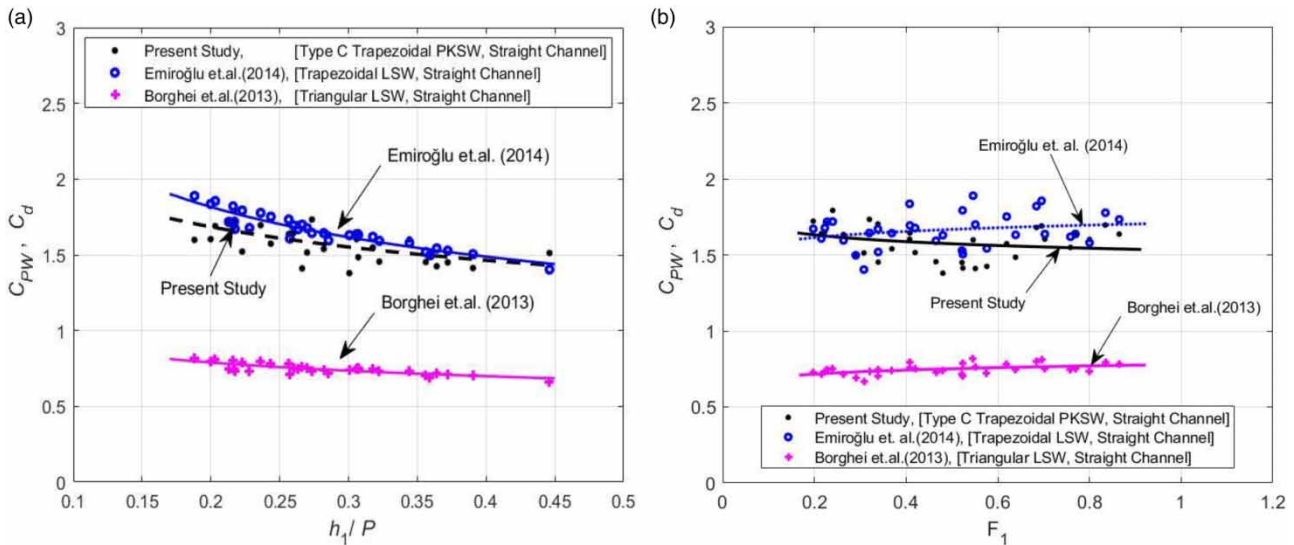 (a)
3
2.5
2
1.5
1
0.5
0
C_PW, C_d
Present Study, [Type C Trapezoidal PKSW, Straight Channel]
Emiroğlu et.al.(2014), [Trapezoidal LSW, Straight Channel]
Borghei et.al.(2013), [Triangular LSW, Straight Channel]
Emiroğlu et.al. (2014)
Present Study
Borghei et.al. (2013)
0.1 0.15 0.2 0.25 0.3 0.35 0.4 0.45 0.5
h_1/ P
(b)
3
2.5
2
1.5
1
0.5
0
C_PW, C_d
Emiroğlu et. al. (2014)
Present Study
Borghei et.al. (2013)
Present Study, [Type C Trapezoidal PKSW, Straight Channel]
Emiroğlu et. al.(2014), [Trapezoidal LSW, Straight Channel]
Borghei et.al.(2013), [Triangular LSW, Straight Channel]
0 0.2 0.4 0.6 0.8 1 1.2
F_1